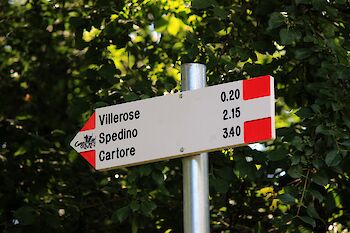 Villerose 0.20
Spedino 2.15
Cartore 3.40